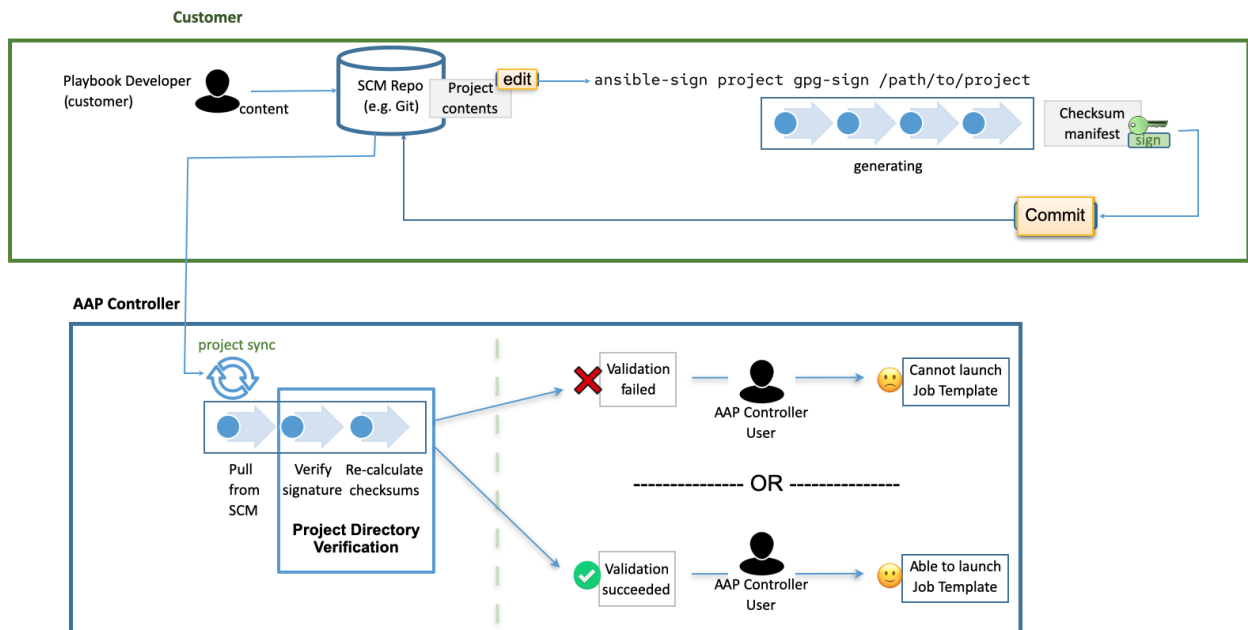 Customer
Playbook Developer
(customer)
content
SCM Repo
(e.g. Git)
Project
contents
edit
ansible-sign project gpg-sign /path/to/project
generating
Checksum
manifest
sign
Commit
AAP Controller
project sync
Pull
from
SCM
Verify
signature
Re-calculate
checksums
Project Directory
Verification
Validation
failed
AAP Controller
User
Cannot launch
Job Template
--------------- OR ---------------
Validation
succeeded
AAP Controller
User
Able to launch
Job Template